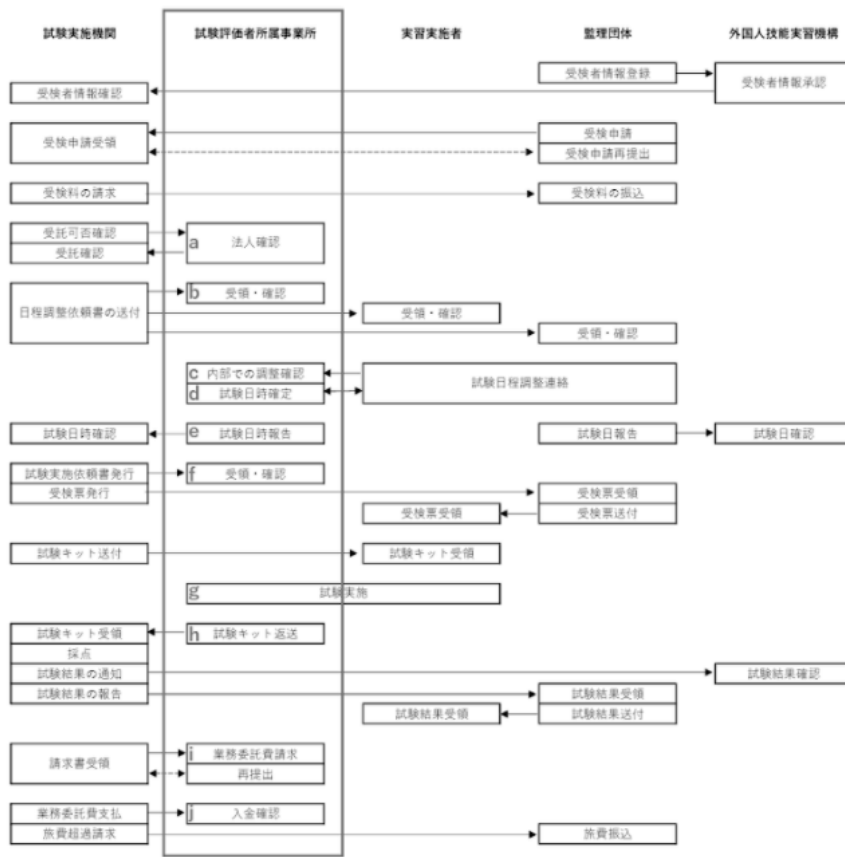 試験実施機関 試験評価者所属事業所 実習実施者 整理団体 外国人技能実習機構
受検者情報登録
受検者情報承認
受検者情報確認
受検申請受領 受検申請
受検申請再提出
受検料の請求 受検料の振込
受託可否確認
a 法人確認
受託確認
日程調整依頼書の送付
b 受領・確認
受領・確認
受領・確認
c 内部での調整確認
試験日程調整連絡
d 試験日時確定
試験日時確認 e 試験日時報告 試験日報告 試験日確認
試験実施依頼書発行 f 受領・確認
受検票発行 受検票受領
受検票受領 受検票送付
試験キット送付 試験キット受領
g 試験実施
試験キット受領 h 試験キット返送
採点
試験結果の通知 試験結果確認
試験結果の報告 試験結果受領
試験結果受領 試験結果送付
請求書受領 i 業務委託費請求
再提出
業務委託費支払 j 入金確認
旅費超過請求 旅費振込